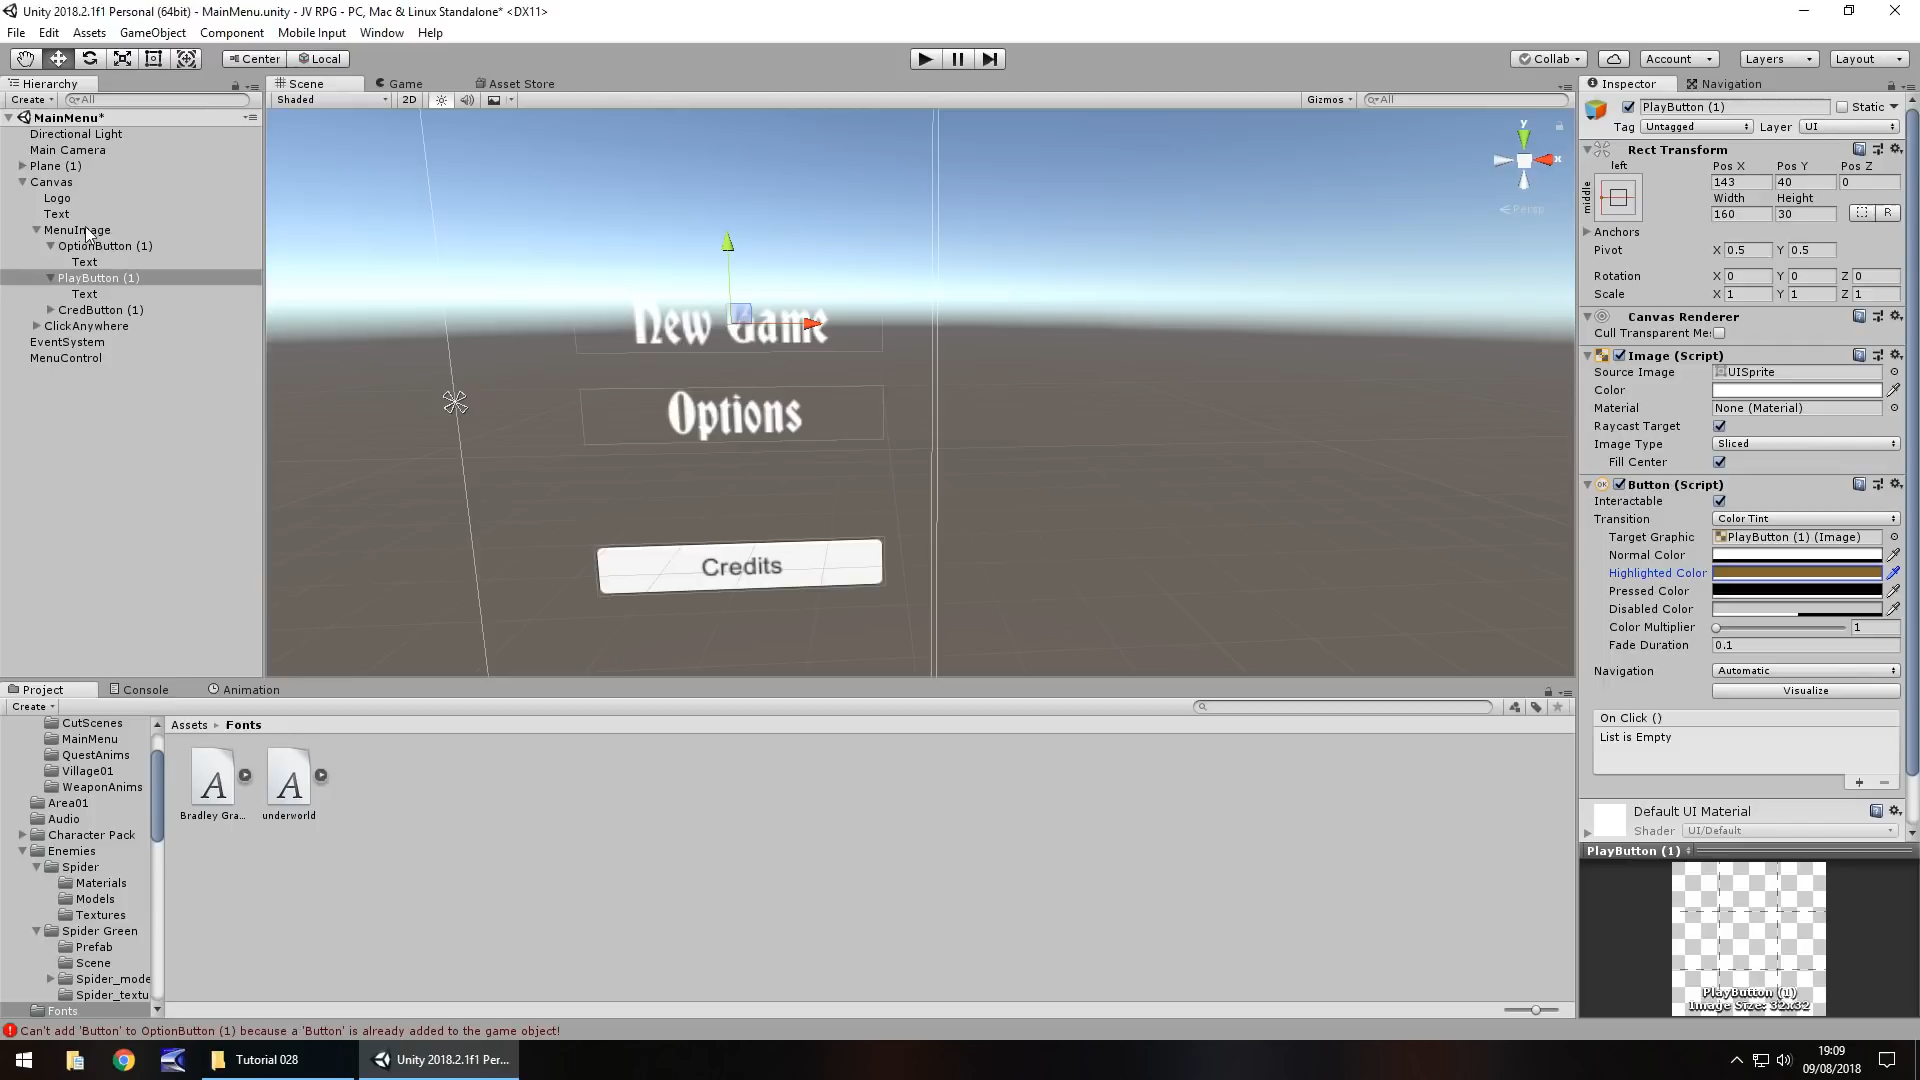 Unity 2018.2.1f1 Personal (64bit) - MainMenu.unity - JV RPG - PC, Mac & Linux Standalone* <DX11>
File Edit Assets GameObject Component Mobile Input Window Help
Center Local Collab Account Layers Layout
Hierarchy Scene Game Asset Store Inspector Navigation
Create All Shaded 2D Gizmos All
PlayButton (1) Static
MainMenu*
Tag Untagged Layer UI
Directional Light
Main Camera
Plane (1)
Canvas
Logo
Text
MenuImage
OptionButton (1)
Text
PlayButton (1)
Text
CredButton (1)
ClickAnywhere
EventSystem
MenuControl
y
x
Persp
New Game
Options
Credits
Rect Transform
left Pos X Pos Y Pos Z
middle 143 40 0
Width Height
160 30 R
Anchors
Pivot X 0.5 Y 0.5
Rotation X 0 Y 0 Z 0
Scale X 1 Y 1 Z 1
Canvas Renderer
Cull Transparent Me:
Image (Script)
Source Image UISprite
Color
Material None (Material)
Raycast Target
Image Type Sliced
Fill Center
Button (Script)
Interactable
Transition Color Tint
Target Graphic PlayButton (1) (Image)
Normal Color
Highlighted Color
Pressed Color
Disabled Color
Color Multiplier 1
Fade Duration 0.1
Navigation Automatic
Visualize
On Click ()
List is Empty
Default UI Material
Shader UI/Default
PlayButton (1)
PlayButton (1)
Image Size: 32x32
Project Console Animation
Create
CutScenes
MainMenu
QuestAnims
Village01
WeaponAnims
Area01
Audio
Character Pack
Enemies
Spider
Materials
Models
Textures
Spider Green
Prefab
Scene
Spider_mode
Spider_textu
Fonts
Assets Fonts
A A
Bradley Gra... underworld
Can't add 'Button' to OptionButton (1) because a 'Button' is already added to the game object!
Tutorial 028
Unity 2018.2.1f1 Per...
19:09
09/08/2018